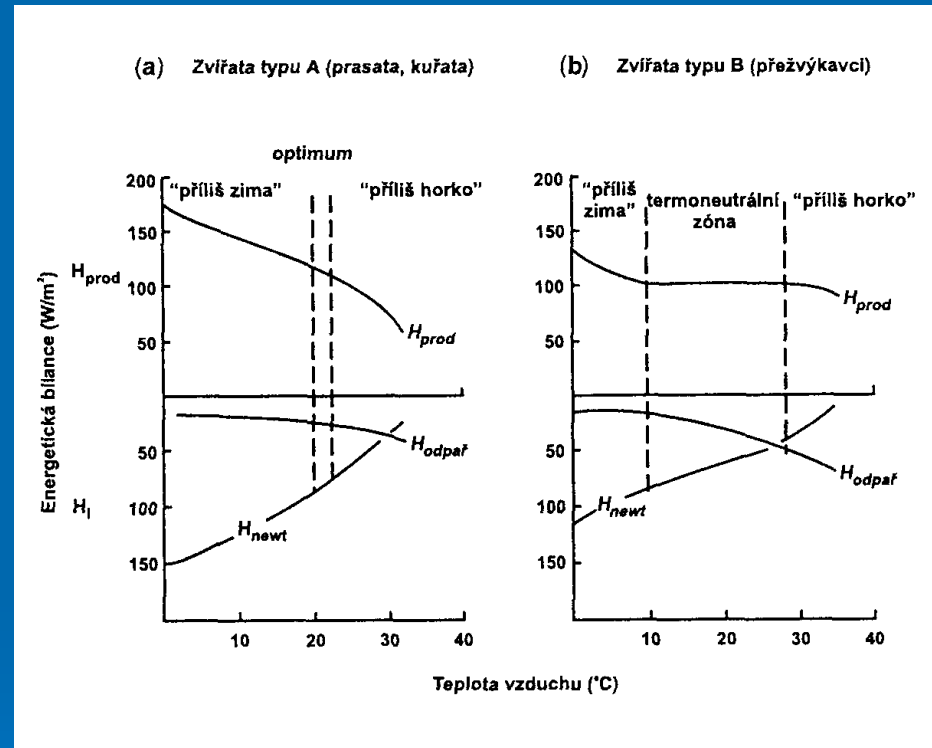 (a) Zvířata typu A (prasata, kuřata)
optimum
"příliš zima" "příliš horko"
200
150
H_prod 100
50
50
H_l 100
150
Energetická bilance (W/m²)
H_prod
H_odpař
H_newt
10 20 30 40
(b) Zvířata typu B (přežvýkavci)
"příliš
zima" termoneutrální "příliš horko"
zóna
200
150
100
50
50
100
150
H_prod
H_odpař
H_newt
10 20 30 40
Teplota vzduchu (°C)